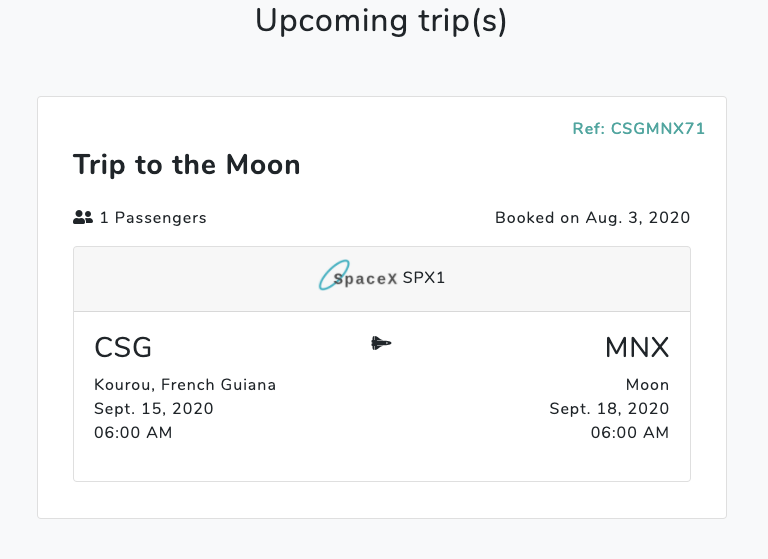 Upcoming trip(s)
Ref: CSGMNX71
Trip to the Moon
1 Passengers
Booked on Aug. 3, 2020
SpaceX SPX1
CSG
MNX
Kourou, French Guiana
Moon
Sept. 15, 2020
Sept. 18, 2020
06:00 AM
06:00 AM